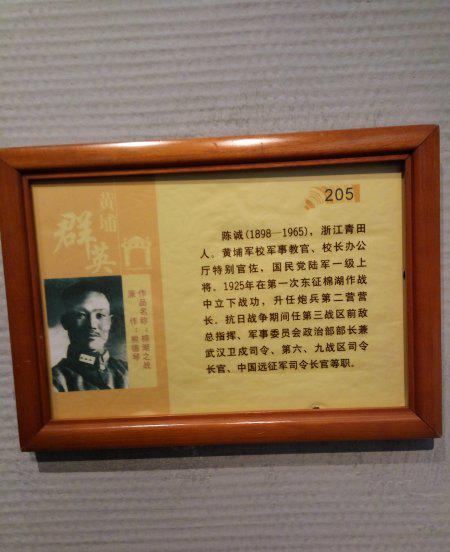 黄埔
群英
205
陈诚(1898—1965)，浙江青田
人。黄埔军校军事教官、校长办公
厅特别官佐，国民党陆军一级上
将。1925年在第一次东征棉湖作战
中立下战功，升任炮兵第二营营
长。抗日战争期间任第三战区前敌
总指挥、军事委员会政治部部长兼
武汉卫戍司令、第六、九战区司令
长官、中国远征军司令长官等职。
作品名称：棉湖之战
原作：熊德琴